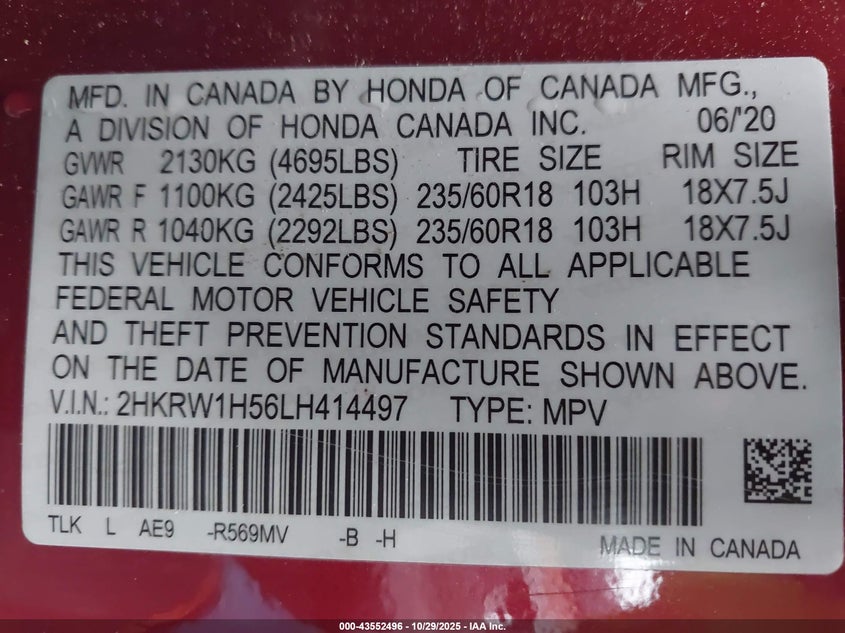 MFD. IN CANADA BY HONDA OF CANADA MFG.,
A DIVISION OF HONDA CANADA INC. 06/'20
GVWR 2130KG (4695LBS) TIRE SIZE RIM SIZE
GAWR F 1100KG (2425LBS) 235/60R18 103H 18X7.5J
GAWR R 1040KG (2292LBS) 235/60R18 103H 18X7.5J
THIS VEHICLE CONFORMS TO ALL APPLICABLE
FEDERAL MOTOR VEHICLE SAFETY
AND THEFT PREVENTION STANDARDS IN EFFECT
ON THE DATE OF MANUFACTURE SHOWN ABOVE.
V.I.N.: 2HKRW1H56LH414497 TYPE: MPV
TLK L AE9 -R569MV -B -H
MADE IN CANADA
000-43552496 - 10/29/2025 - IAA Inc.